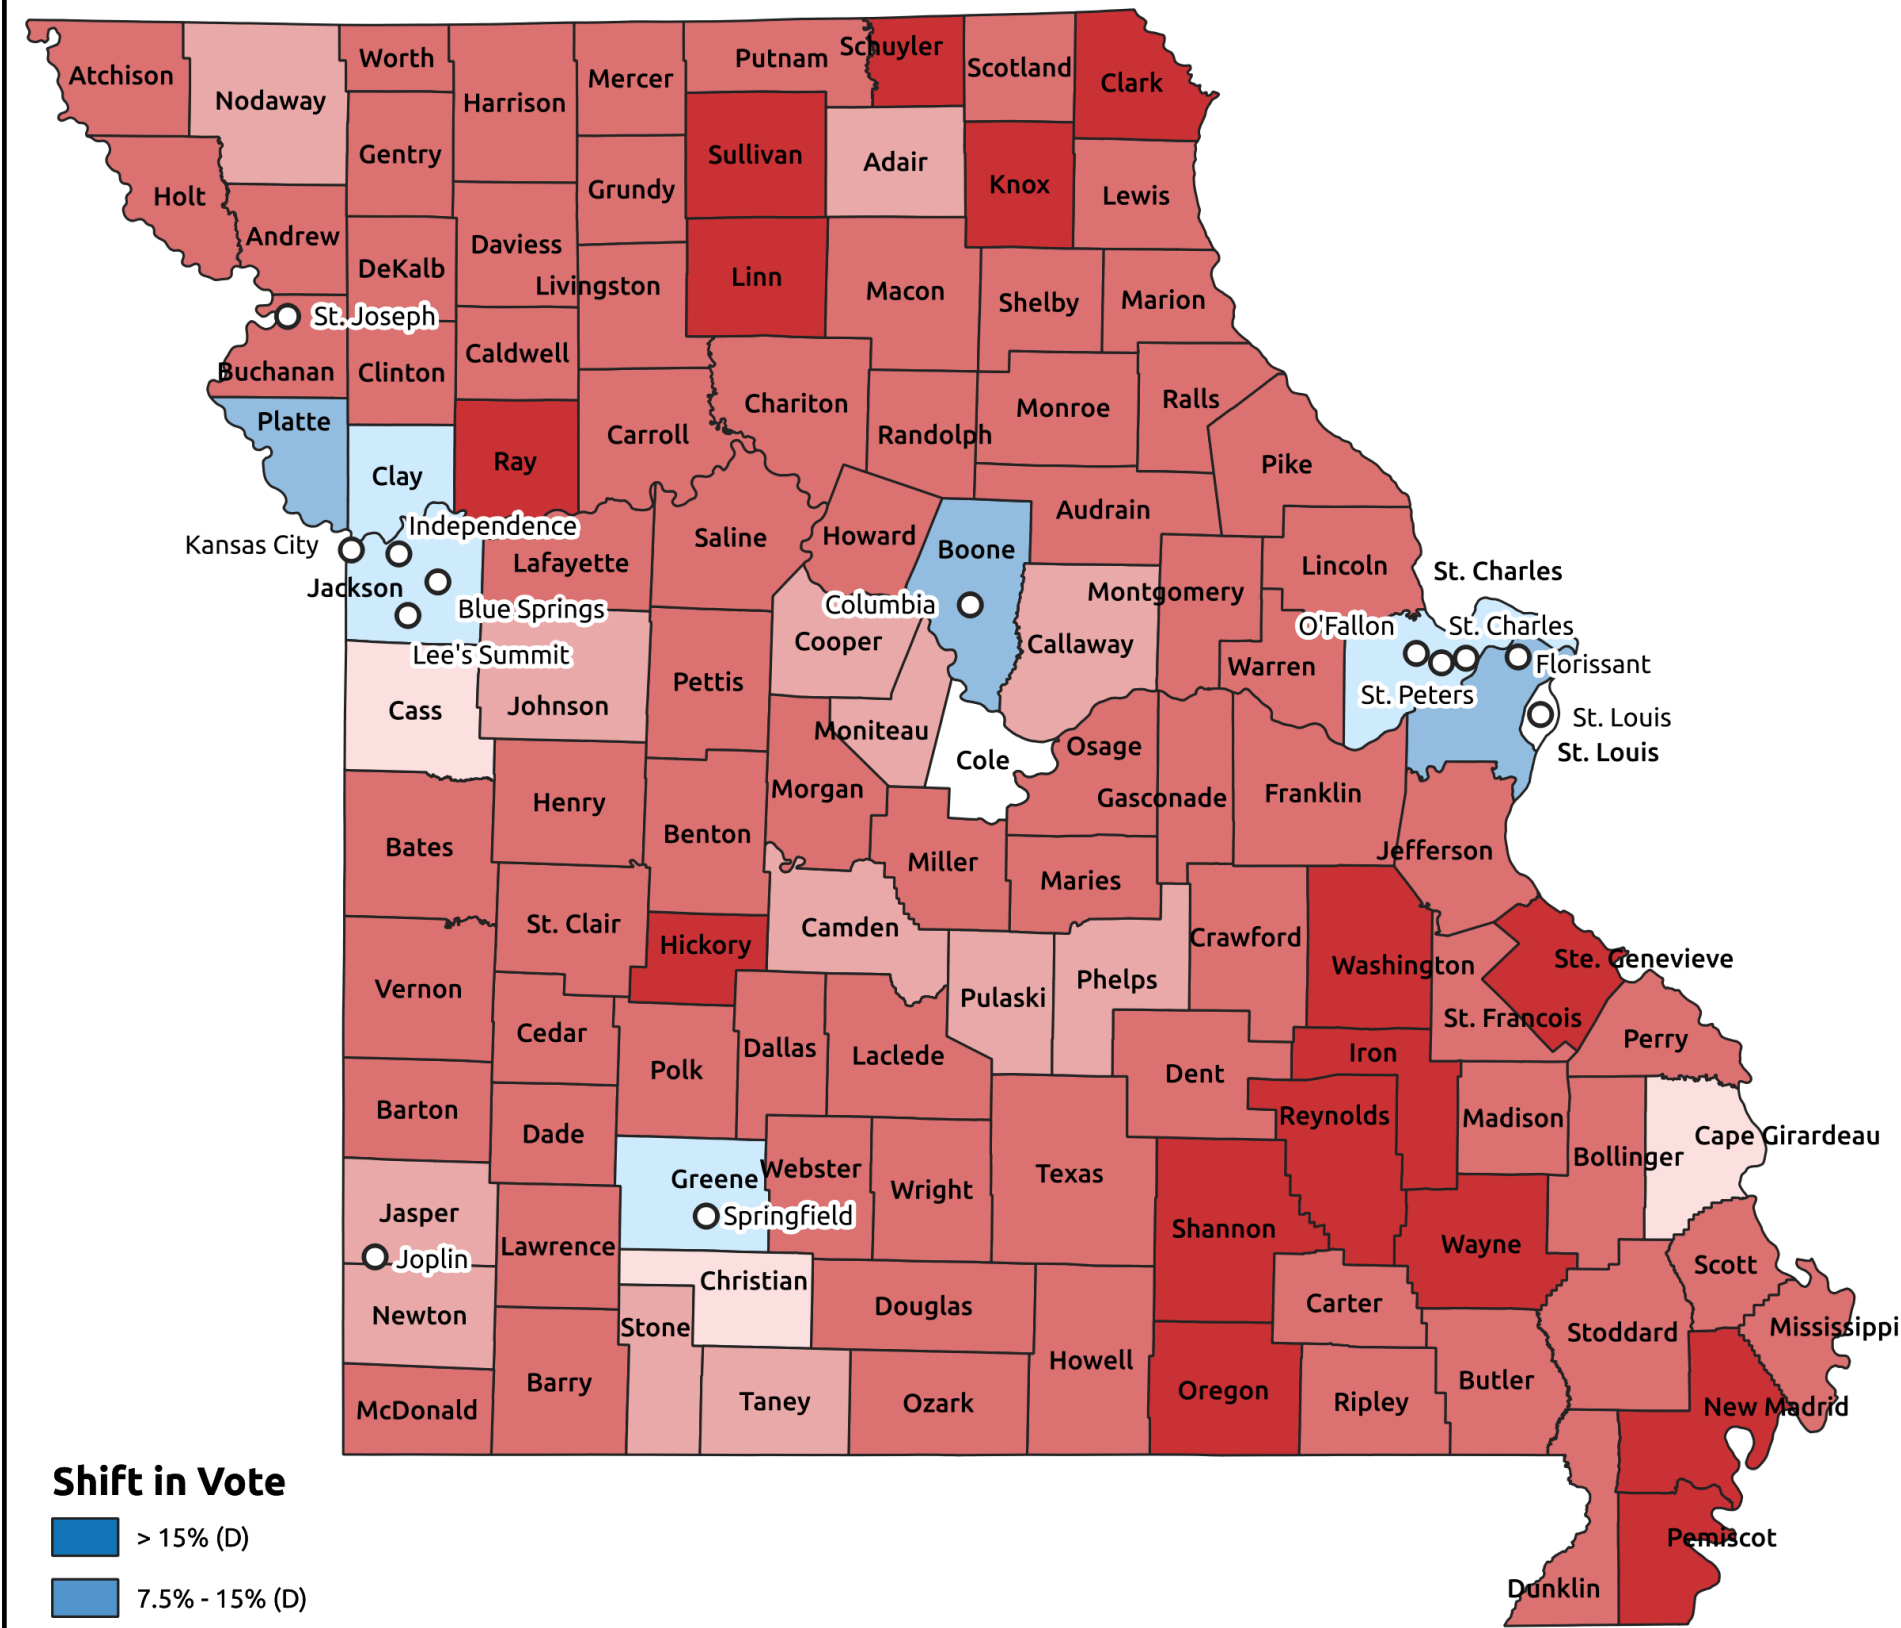 Schuyler
Worth
Putnam
Scotland
Atchison
Mercer
Clark
Nodaway
Harrison
Gentry
Sullivan
Adair
Knox
Holt
Grundy
Lewis
Andrew
Daviess
DeKalb
Linn
Livingston
Macon
Shelby
Marion
St. Joseph
Caldwell
Buchanan
Clinton
Chariton
Ralls
Monroe
Platte
Carroll
Randolph
Ray
Pike
Clay
Audrain
Independence
Saline
Howard
Kansas City
Boone
Lafayette
Lincoln
St. Charles
Jackson
Montgomery
Blue Springs
Columbia
O'Fallon
St. Charles
Cooper
Callaway
Lee's Summit
Warren
Florissant
Pettis
St. Peters
Cass
Johnson
St. Louis
Moniteau
Osage
St. Louis
Cole
Morgan
Henry
Gasconade
Franklin
Benton
Bates
Jefferson
Miller
Maries
St. Clair
Camden
Hickory
Crawford
Washington
Ste. Genevieve
Phelps
Vernon
Pulaski
St. Francois
Cedar
Perry
Dallas
Laclede
Iron
Polk
Dent
Barton
Reynolds
Madison
Dade
Cape Girardeau
Bollinger
Webster
Greene
Texas
Wright
Jasper
Springfield
Shannon
Lawrence
Wayne
Joplin
Scott
Christian
Newton
Douglas
Carter
Stone
Stoddard
Mississippi
Howell
Barry
Butler
Oregon
Taney
Ozark
Ripley
McDonald
New Madrid
Shift in Vote
> 15% (D)
Pemiscot
Dunklin
7.5% - 15% (D)